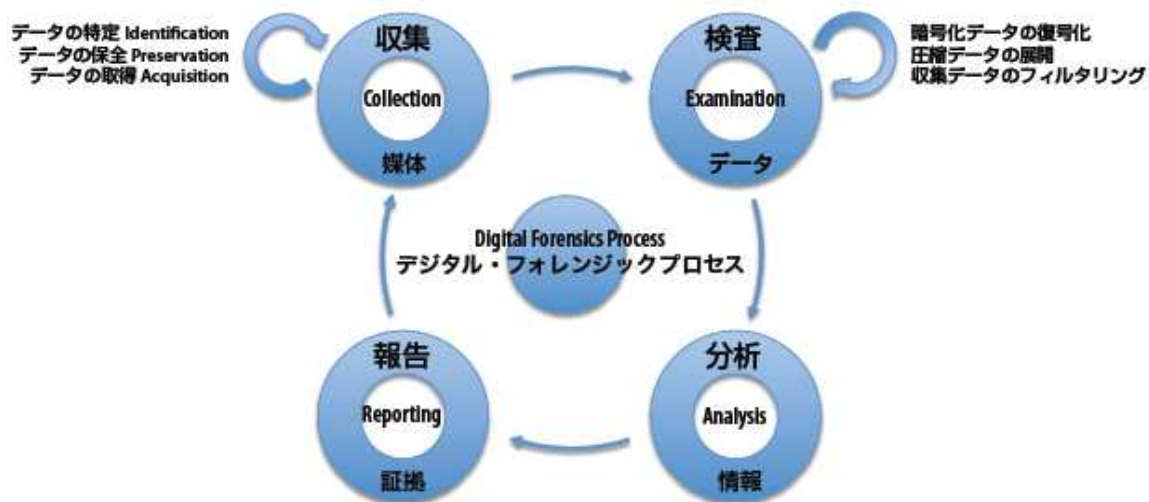 データの特定 Identification
データの保全 Preservation
データの取得 Acquisition
収集
Collection
媒体
検査
Examination
データ
暗号化データの復号化
圧縮データの展開
収集データのフィルタリング
Digital Forensics Process
デジタル・フォレンジックプロセス
報告
Reporting
証拠
分析
Analysis
情報